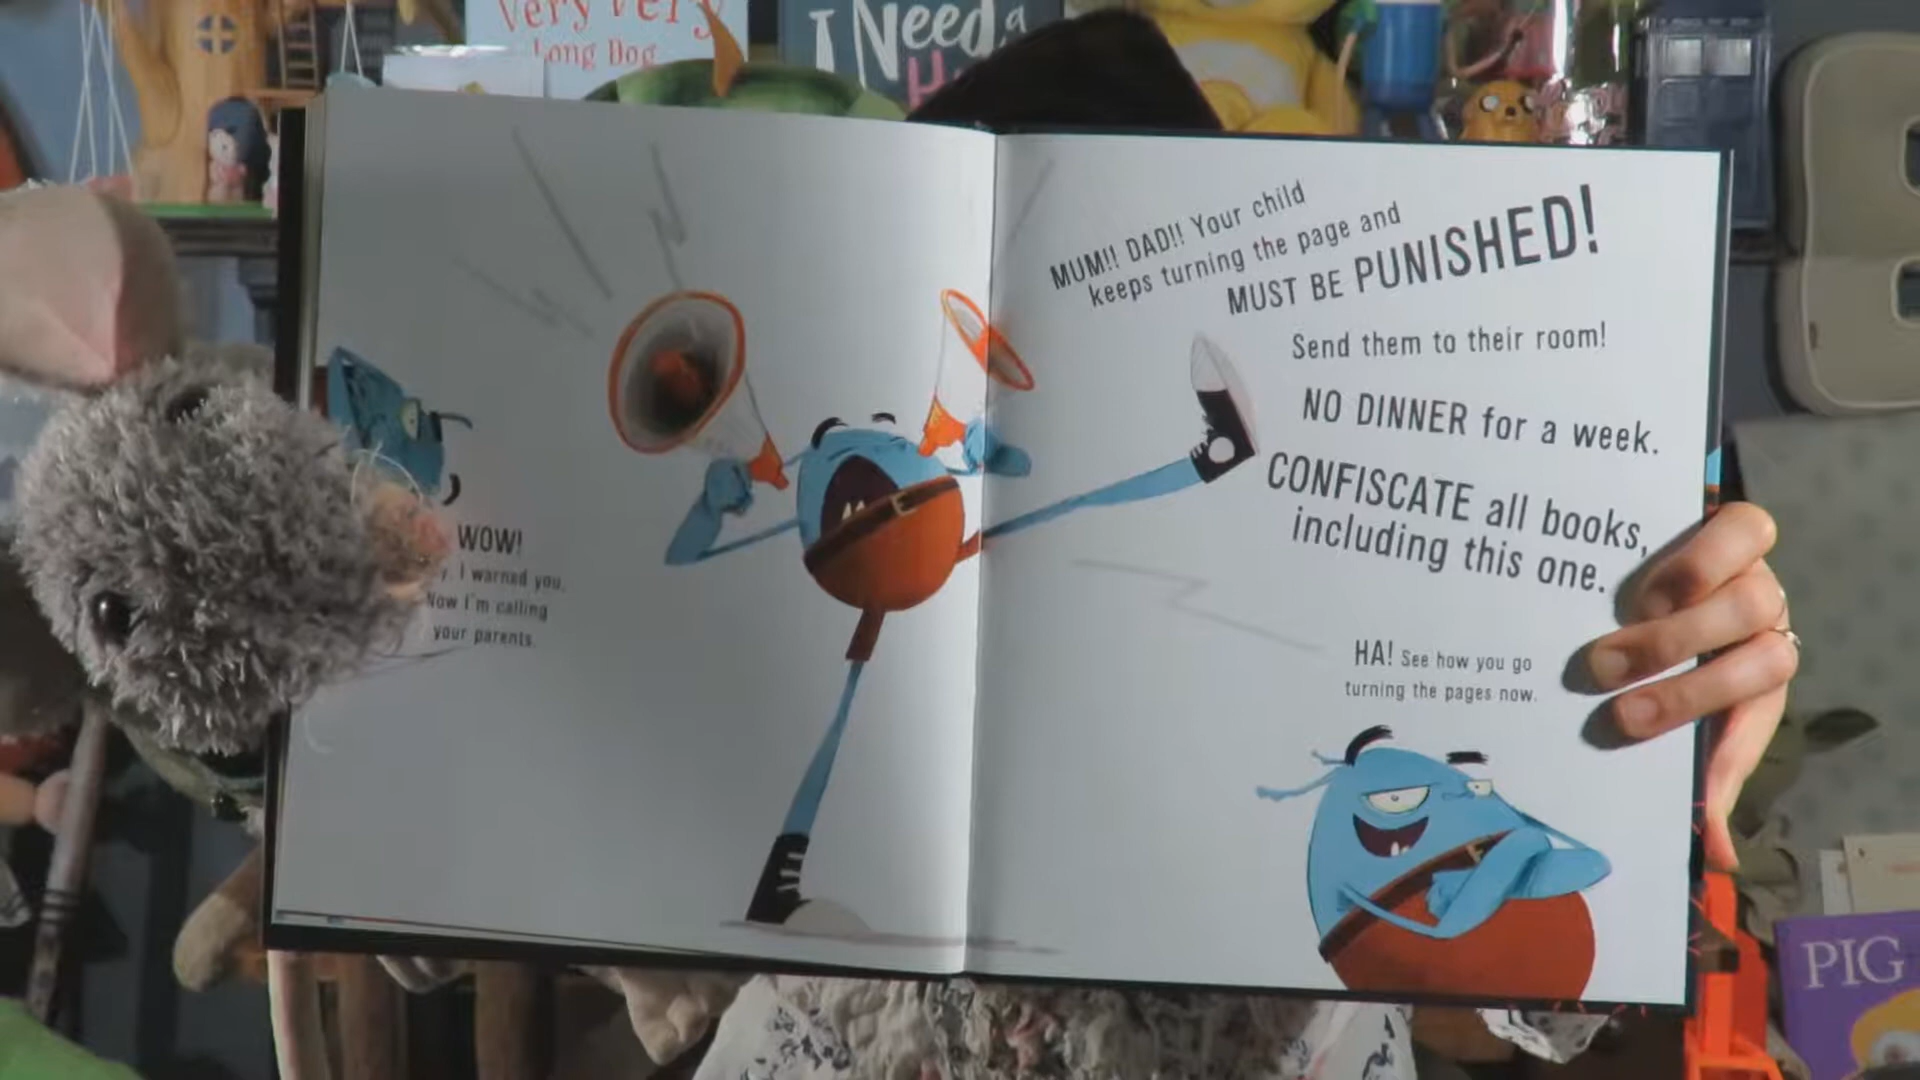 Very Very
Long Dog
I Need a
WOW!
I warned you.
Now I'm calling
your parents.
MUM!! DAD!! Your child
keeps turning the page and
MUST BE PUNISHED!
Send them to their room!
NO DINNER for a week.
CONFISCATE all books,
including this one.
HA! See how you go
turning the pages now.
PIG